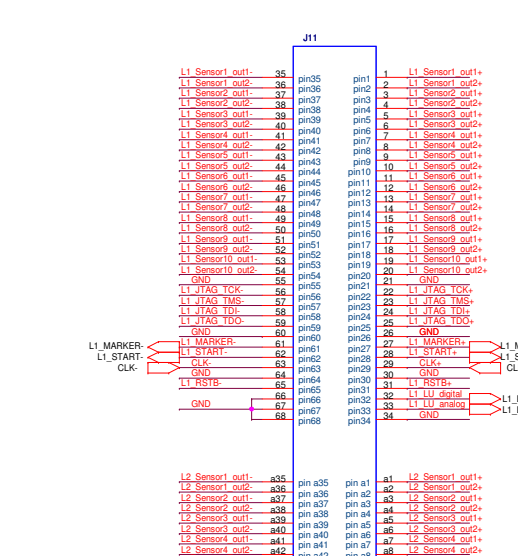 J11
L1_Sensor1_out1- 35 pin35 pin1 1 L1_Sensor1_out1+
L1_Sensor1_out2- 36 pin36 pin2 2 L1_Sensor1_out2+
L1_Sensor2_out1- 37 pin37 pin3 3 L1_Sensor2_out1+
L1_Sensor2_out2- 38 pin38 pin4 4 L1_Sensor2_out2+
L1_Sensor3_out1- 39 pin39 pin5 5 L1_Sensor3_out1+
L1_Sensor3_out2- 40 pin40 pin6 6 L1_Sensor3_out2+
L1_Sensor4_out1- 41 pin41 pin7 7 L1_Sensor4_out1+
L1_Sensor4_out2- 42 pin42 pin8 8 L1_Sensor4_out2+
L1_Sensor5_out1- 43 pin43 pin9 9 L1_Sensor5_out1+
L1_Sensor5_out2- 44 pin44 pin10 10 L1_Sensor5_out2+
L1_Sensor6_out1- 45 pin45 pin11 11 L1_Sensor6_out1+
L1_Sensor6_out2- 46 pin46 pin12 12 L1_Sensor6_out2+
L1_Sensor7_out1- 47 pin47 pin13 13 L1_Sensor7_out1+
L1_Sensor7_out2- 48 pin48 pin14 14 L1_Sensor7_out2+
L1_Sensor8_out1- 49 pin49 pin15 15 L1_Sensor8_out1+
L1_Sensor8_out2- 50 pin50 pin16 16 L1_Sensor8_out2+
L1_Sensor9_out1- 51 pin51 pin17 17 L1_Sensor9_out1+
L1_Sensor9_out2- 52 pin52 pin18 18 L1_Sensor9_out2+
L1_Sensor10_out1- 53 pin53 pin19 19 L1_Sensor10_out1+
L1_Sensor10_out2- 54 pin54 pin20 20 L1_Sensor10_out2+
GND 55 pin55 pin21 21 GND
L1_JTAG_TCK- 56 pin56 pin22 22 L1_JTAG_TCK+
L1_JTAG_TMS- 57 pin57 pin23 23 L1_JTAG_TMS+
L1_JTAG_TDI- 58 pin58 pin24 24 L1_JTAG_TDI+
L1_JTAG_TDO- 59 pin59 pin25 25 L1_JTAG_TDO+
GND 60 pin60 pin26 26 GND
L1_MARKER- L1_MARKER- 61 pin61 pin27 27 L1_MARKER+
L1_START- L1_START- 62 pin62 pin28 28 L1_START+
CLK- CLK- 63 pin63 pin29 29 CLK+ CL
GND 64 pin64 pin30 30 GND
L1_RSTB- 65 pin65 pin31 31 L1_RSTB+
66 pin66 pin32 32 L1_LU_digital
GND 67 pin67 pin33 33 L1_LU_analog
68 pin68 pin34 34 GND
L2_Sensor1_out1- a35 pin a35 pin a1 a1 L2_Sensor1_out1+
L2_Sensor1_out2- a36 pin a36 pin a2 a2 L2_Sensor1_out2+
L2_Sensor2_out1- a37 pin a37 pin a3 a3 L2_Sensor2_out1+
L2_Sensor2_out2- a38 pin a38 pin a4 a4 L2_Sensor2_out2+
L2_Sensor3_out1- a39 pin a39 pin a5 a5 L2_Sensor3_out1+
L2_Sensor3_out2- a40 pin a40 pin a6 a6 L2_Sensor3_out2+
L2_Sensor4_out1- a41 pin a41 pin a7 a7 L2_Sensor4_out1+
L2_Sensor4_out2- a42 a8 L2_Sensor4_out2+